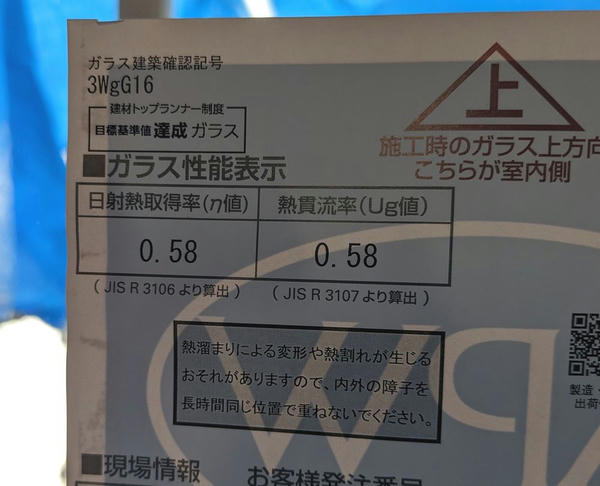 ガラス建築確認記号
3WgG16
建材トップランナー制度
目標基準値 達成 ガラス
■ガラス性能表示
日射熱取得率(η値) 熱貫流率(Ug値)
0.58 0.58
(JIS R 3106 より算出) (JIS R 3107 より算出)
上
施工時のガラス上方向
こちらが室内側
熱溜まりによる変形や熱割れが生じる
おそれがありますので、内外の障子を
長時間同じ位置で重ねないでください。
製造・
出荷
■現場情報 お客様発注番号